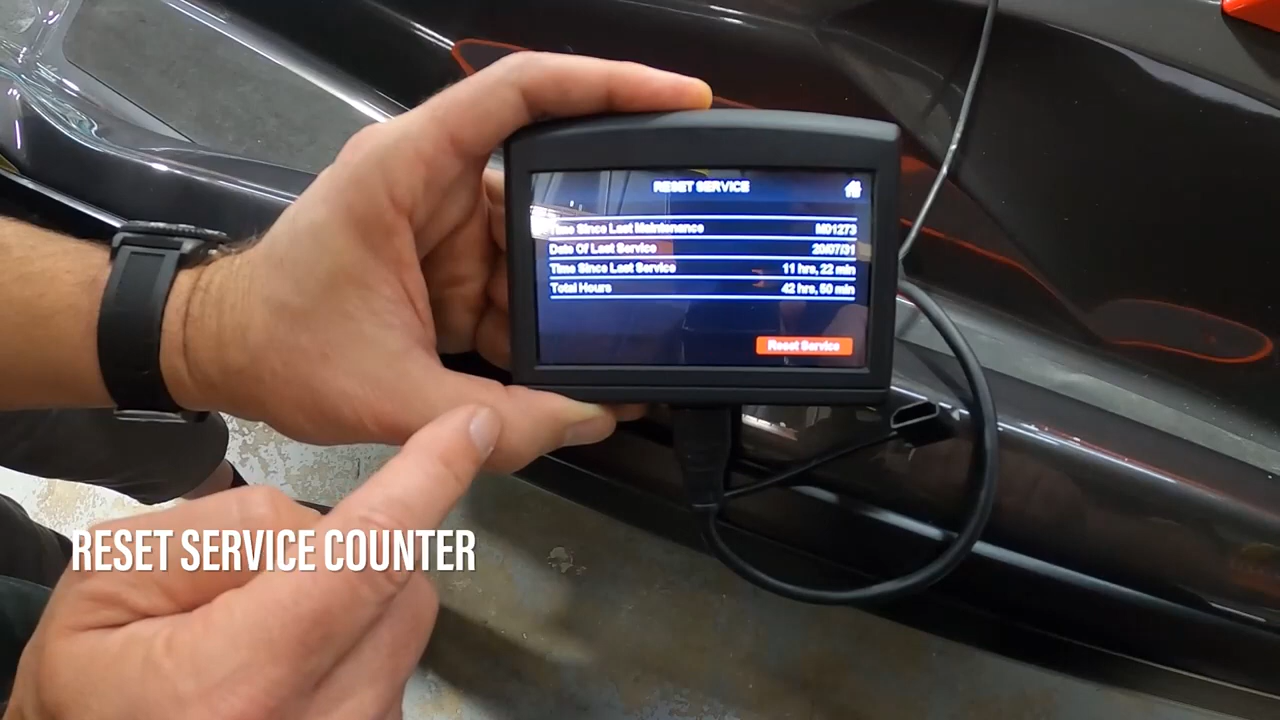 RESET SERVICE
Time Since Last Maintenance M01273
Date Of Last Service 20/07/31
Time Since Last Service 11 hrs, 22 min
Total Hours 42 hrs, 50 min
Reset Service
RESET SERVICE COUNTER